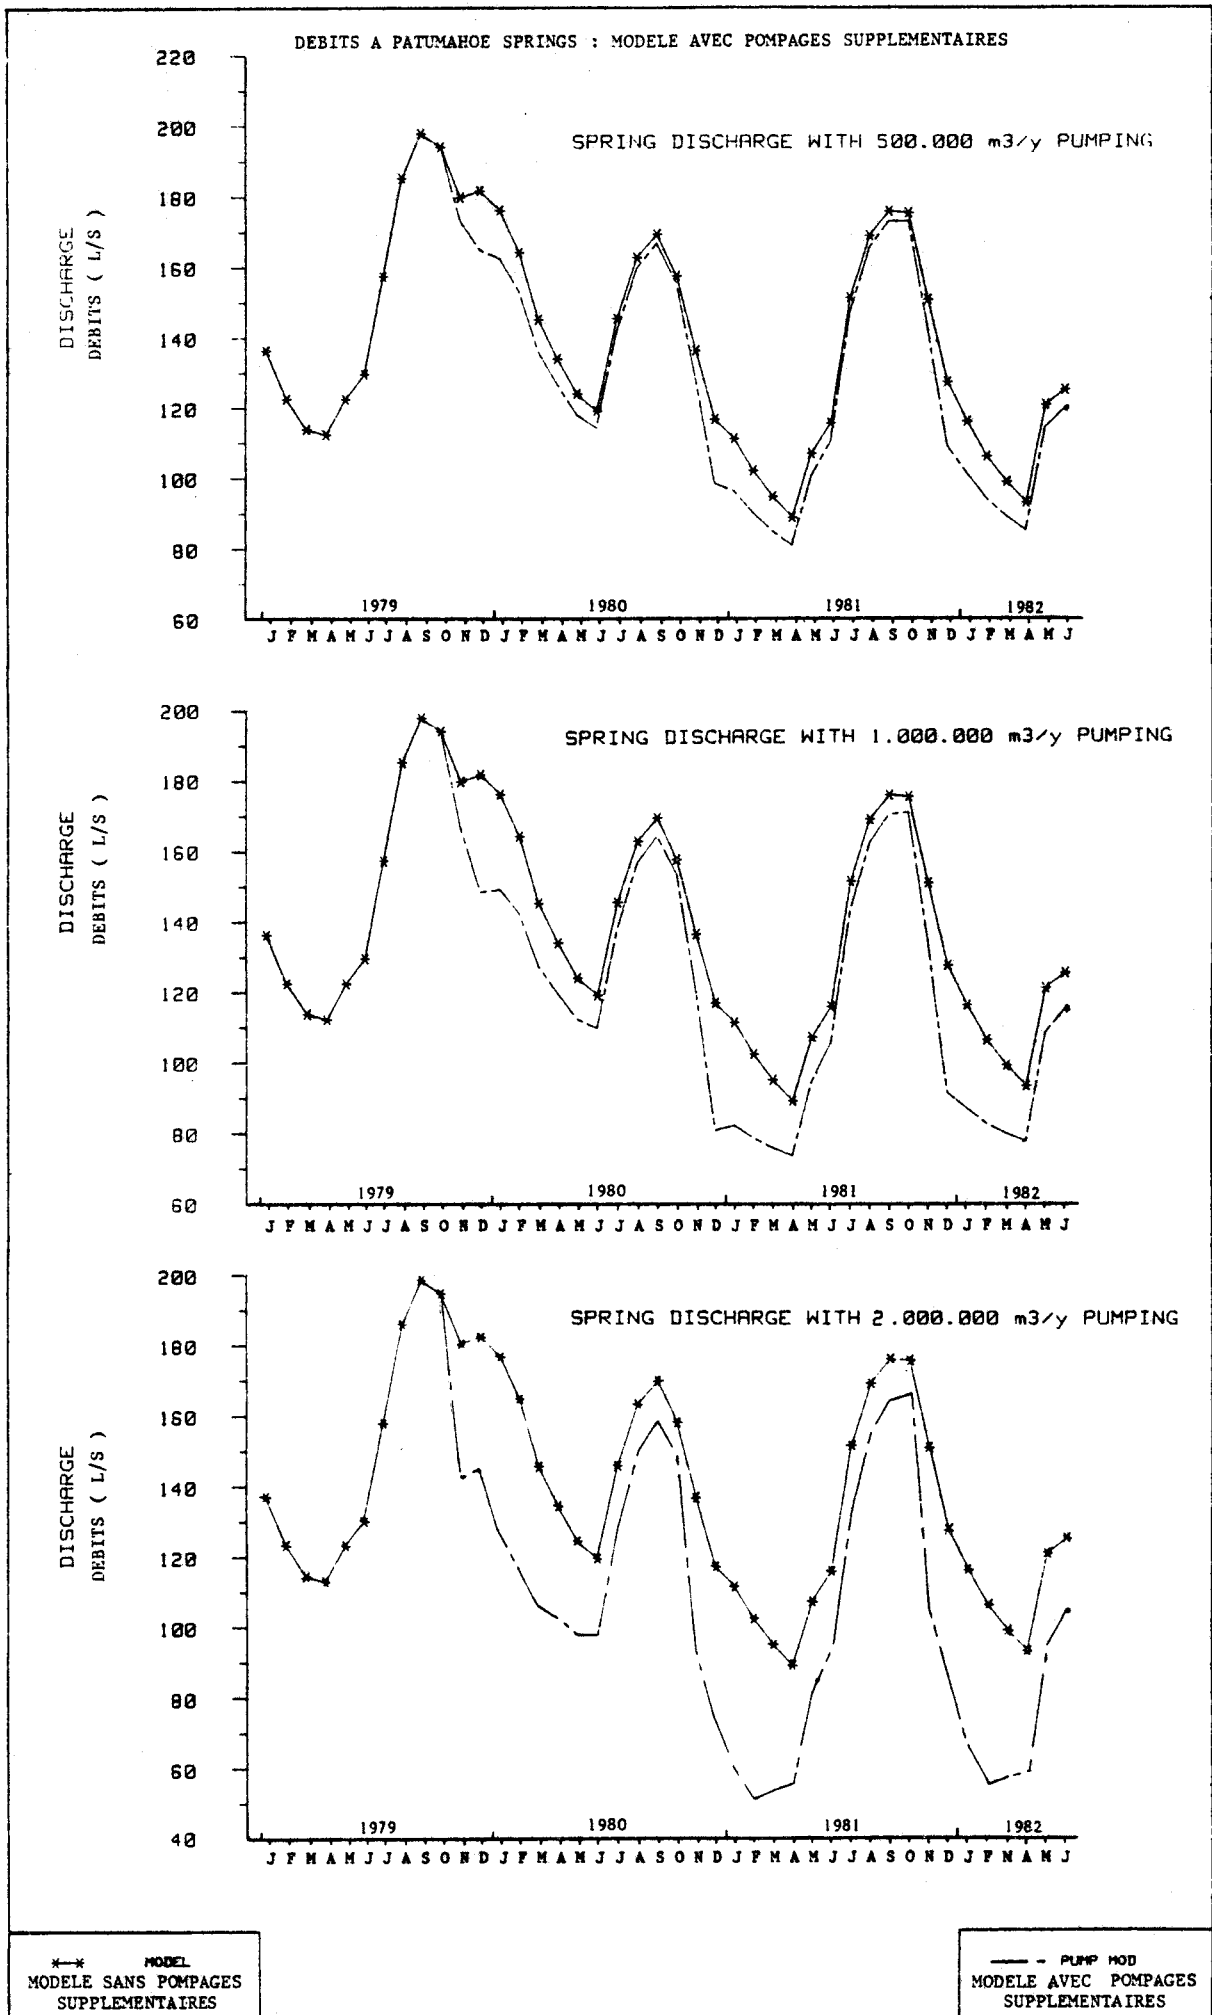 DEBITS A PATUMAHOE SPRINGS : MODELE AVEC POMPAGES SUPPLEMENTAIRES
220
200
180
160
140
120
100
80
60
DISCHARGE
DEBITS ( L/S )
SPRING DISCHARGE WITH 500.000 m3/y PUMPING
1979 1980 1981 1982
J F M A M J J A S O N D J F M A M J J A S O N D J F M A M J J A S O N D J F M A M J
200
180
160
140
120
100
80
60
DISCHARGE
DEBITS ( L/S )
SPRING DISCHARGE WITH 1.000.000 m3/y PUMPING
1979 1980 1981 1982
J F M A M J J A S O N D J F M A M J J A S O N D J F M A M J J A S O N D J F M A M J
200
180
160
140
120
100
80
60
40
DISCHARGE
DEBITS ( L/S )
SPRING DISCHARGE WITH 2.000.000 m3/y PUMPING
1979 1980 1981 1982
J F M A M J J A S O N D J F M A M J J A S O N D J F M A M J J A S O N D J F M A M J
MODEL
MODELE SANS POMPAGES
SUPPLEMENTAIRES
PUMP MOD
MODELE AVEC POMPAGES
SUPPLEMENTAIRES